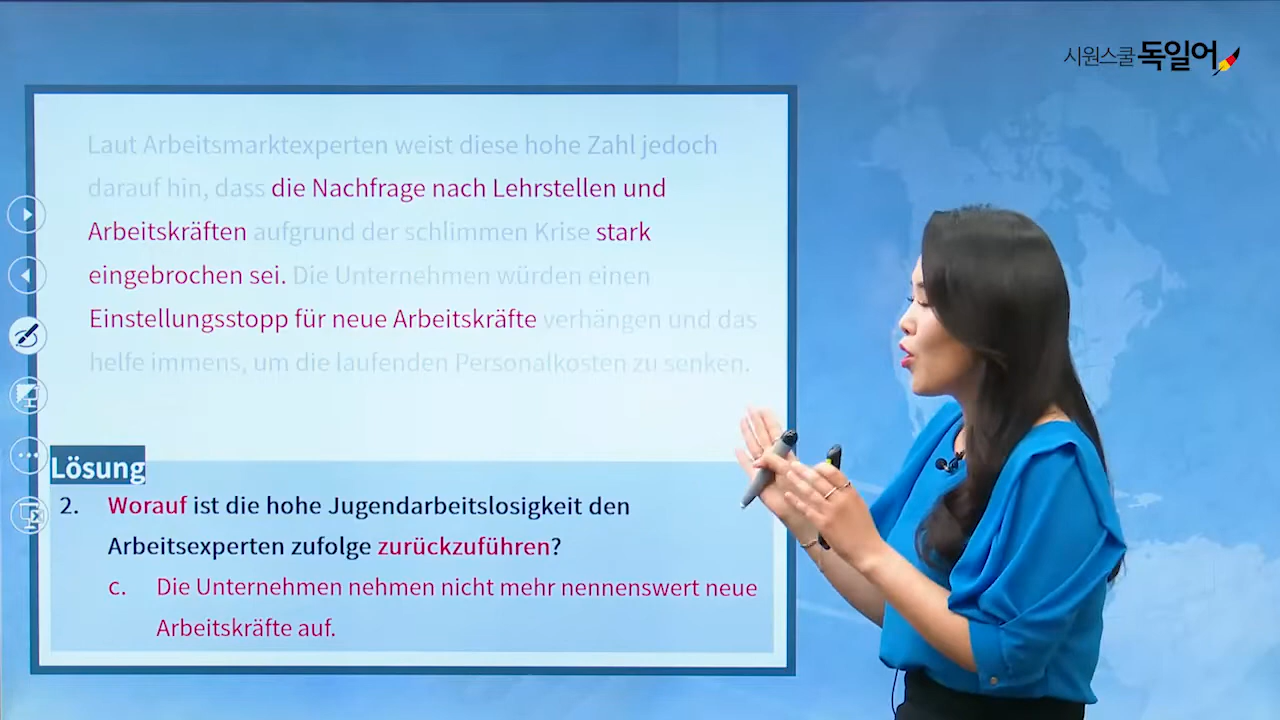 시원스쿨 독일어
Laut Arbeitsmarktexperten weist diese hohe Zahl jedoch
darauf hin, dass die Nachfrage nach Lehrstellen und
Arbeitskräften aufgrund der schlimmen Krise stark
eingebrochen sei. Die Unternehmen würden einen
Einstellungsstopp für neue Arbeitskräfte verhängen und das
helfe immens, um die laufenden Personalkosten zu senken.
Lösung
2. Worauf ist die hohe Jugendarbeitslosigkeit den
Arbeitsexperten zufolge zurückzuführen?
c. Die Unternehmen nehmen nicht mehr nennenswert neue
Arbeitskräfte auf.